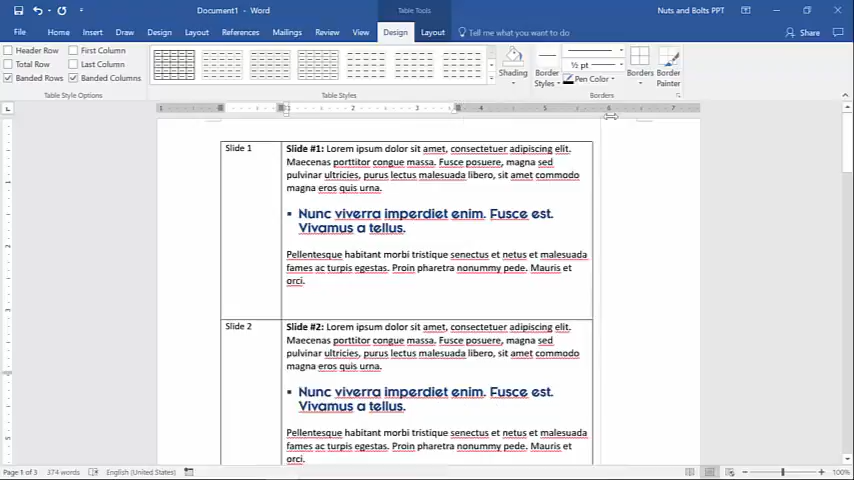 Document1 - Word
Table Tools
Nuts and Bolts PPT
File Home Insert Draw Design Layout References Mailings Review View Design Layout Tell me what you want to do Share
Header Row First Column
Total Row Last Column
Banded Rows Banded Columns
Table Style Options
Table Styles
Shading
Border Styles
½ pt
Pen Color
Borders
Border Painter
Borders
Slide 1
Slide #1: Lorem ipsum dolor sit amet, consectetuer adipiscing elit.
Maecenas porttitor congue massa. Fusce posuere, magna sed
pulvinar ultricies, purus lectus malesuada libero, sit amet commodo
magna eros quis urna.
▪ Nunc viverra imperdiet enim. Fusce est.
Vivamus a tellus.
Pellentesque habitant morbi tristique senectus et netus et malesuada
fames ac turpis egestas. Proin pharetra nonummy pede. Mauris et
orci.
Slide 2
Slide #2: Lorem ipsum dolor sit amet, consectetuer adipiscing elit.
Maecenas porttitor congue massa. Fusce posuere, magna sed
pulvinar ultricies, purus lectus malesuada libero, sit amet commodo
magna eros quis urna.
▪ Nunc viverra imperdiet enim. Fusce est.
Vivamus a tellus.
Pellentesque habitant morbi tristique senectus et netus et malesuada
fames ac turpis egestas. Proin pharetra nonummy pede. Mauris et
orci.
Page 1 of 3 374 words English (United States) 100%